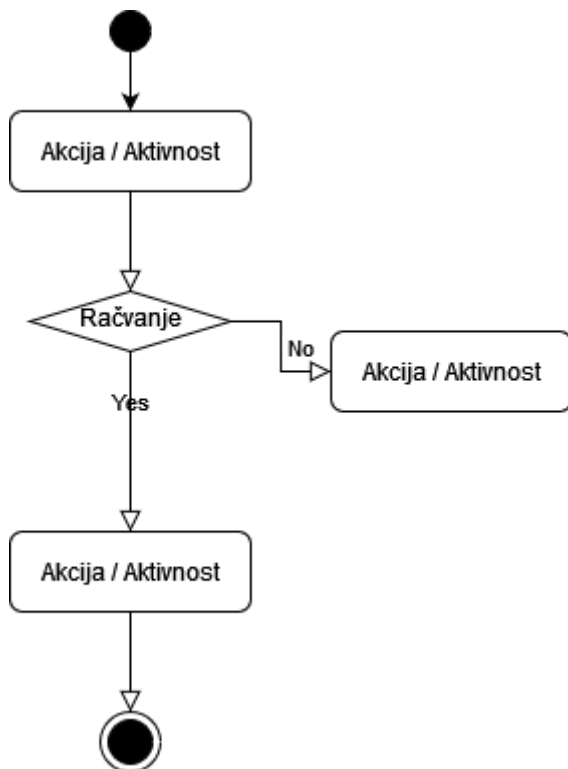 Akcija / Aktivnost
Račvanje
No
Akcija / Aktivnost
Yes
Akcija / Aktivnost